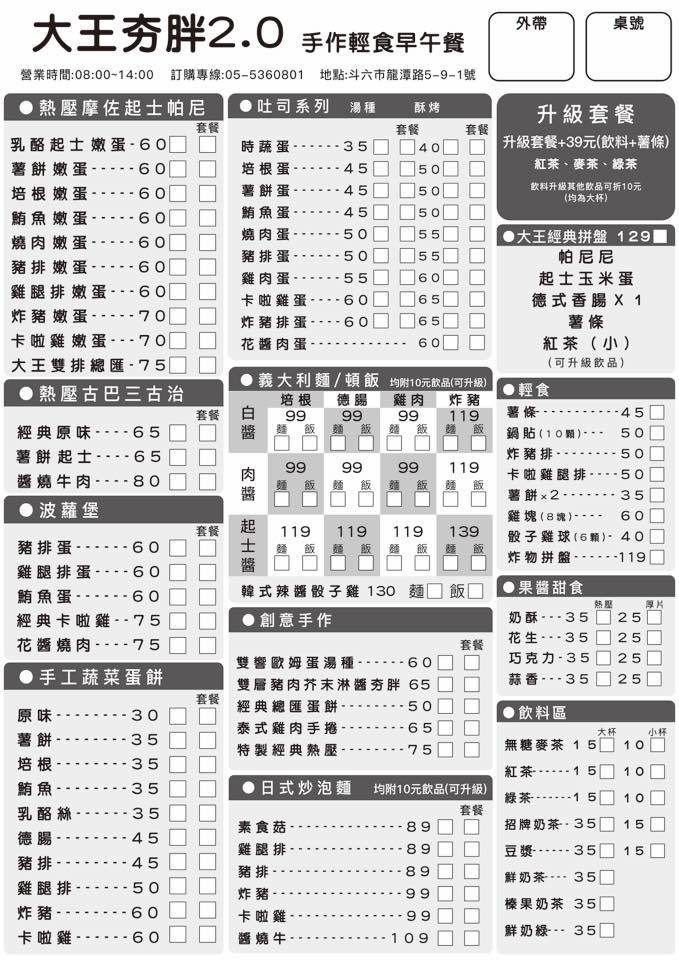 大王夯胖2.0 手作輕食早午餐
外帶
桌號
營業時間:08:00~14:00 訂購專線:05-5360801 地點:斗六市龍潭路5-9-1號
●熱壓摩佐起士帕尼
套餐
乳酪起士嫩蛋-60
薯餅嫩蛋---60
培根嫩蛋---60
鮪魚嫩蛋---60
燒肉嫩蛋---60
豬排嫩蛋---60
雞腿排嫩蛋---60
炸豬嫩蛋---70
卡啦雞嫩蛋---70
大王雙排總匯-75
●熱壓古巴三古治
套餐
經典原味----65
薯餅起士----65
醬燒牛肉----80
●波蘿堡
套餐
豬排蛋------60
雞腿排蛋----60
鮪魚蛋------60
經典卡啦雞--75
花醬燒肉----75
●手工蔬菜蛋餅
套餐
原味--------30
薯餅--------35
培根--------35
鮪魚--------35
乳酪絲------35
德腸--------45
豬排--------45
雞腿排------50
炸豬--------60
卡啦雞------60
●吐司系列 湯種 酥烤
套餐 套餐
時蔬蛋------35 40
培根蛋------45 50
薯餅蛋------45 50
鮪魚蛋------45 50
燒肉蛋------50 55
豬排蛋------50 55
雞肉蛋------55 60
卡啦雞蛋----60 65
炸豬排蛋----60 65
花醬肉蛋------------ 60
●義大利麵/頓飯 均附10元飲品(可升級)
培根 德腸 雞肉 炸豬
白醬
99 99 99 119
麵 飯 麵 飯 麵 飯 麵 飯
肉醬
99 99 99 119
麵 飯 麵 飯 麵 飯 麵 飯
起士醬
119 119 119 139
麵 飯 麵 飯 麵 飯 麵 飯
韓式辣醬骰子雞 130 麵 飯
●創意手作
套餐
雙響歐姆蛋湯種------60
雙層豬肉芥末淋醬夯胖 65
經典總匯蛋餅--------50
泰式雞肉手捲--------65
特製經典熱壓--------75
●日式炒泡麵 均附10元飲品(可升級)
套餐
素食菇--------------89
雞腿排--------------89
豬排----------------89
炸豬----------------99
卡啦雞--------------99
醬燒牛------------109
升級套餐
升級套餐+39元(飲料+薯條)
紅茶、麥茶、綠茶
飲料升級其他飲品可折10元
(均為大杯)
●大王經典拼盤 129
帕尼尼
起士玉米蛋
德式香腸X 1
薯條
紅茶(小)
(可升級飲品)
●輕食
薯條-----------45
鍋貼(10顆)--- 50
炸豬排--------50
卡啦雞腿排----50
薯餅×2-------35
雞塊(8塊)---- 60
骰子雞球(6顆)- 40
炸物拼盤------119
●果醬甜食
熱壓 厚片
奶酥---35 25
花生---35 25
巧克力-35 25
蒜香---35 25
●飲料區
大杯 小杯
無糖麥茶 15 10
紅茶------15 10
綠茶------15 10
招牌奶茶-- 35 15
豆漿----- 35 15
鮮奶茶---- 35
榛果奶茶 35
鮮奶綠--- 35